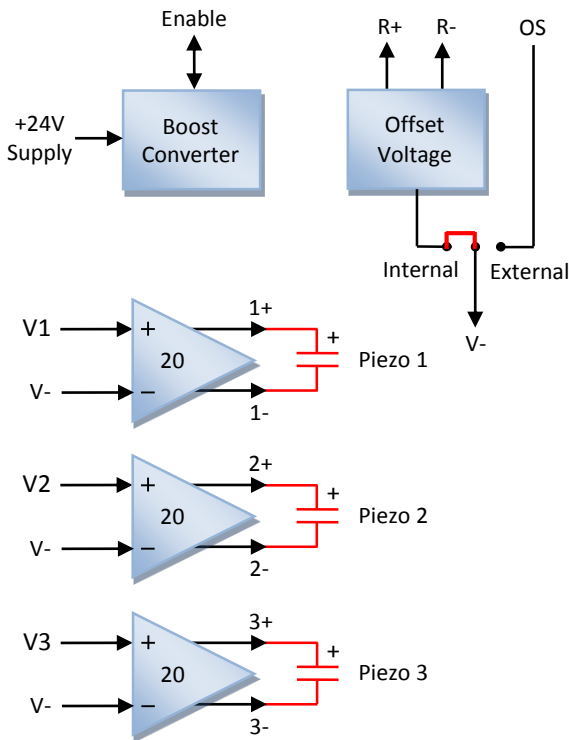 Enable
R+
R-
OS
+24V
Supply
Boost
Converter
Offset
Voltage
Internal
External
V-
V1
+
1+
+
20
Piezo 1
V-
−
1-
V2
+
2+
+
20
Piezo 2
V-
−
2-
V3
+
3+
+
20
Piezo 3
V-
−
3-